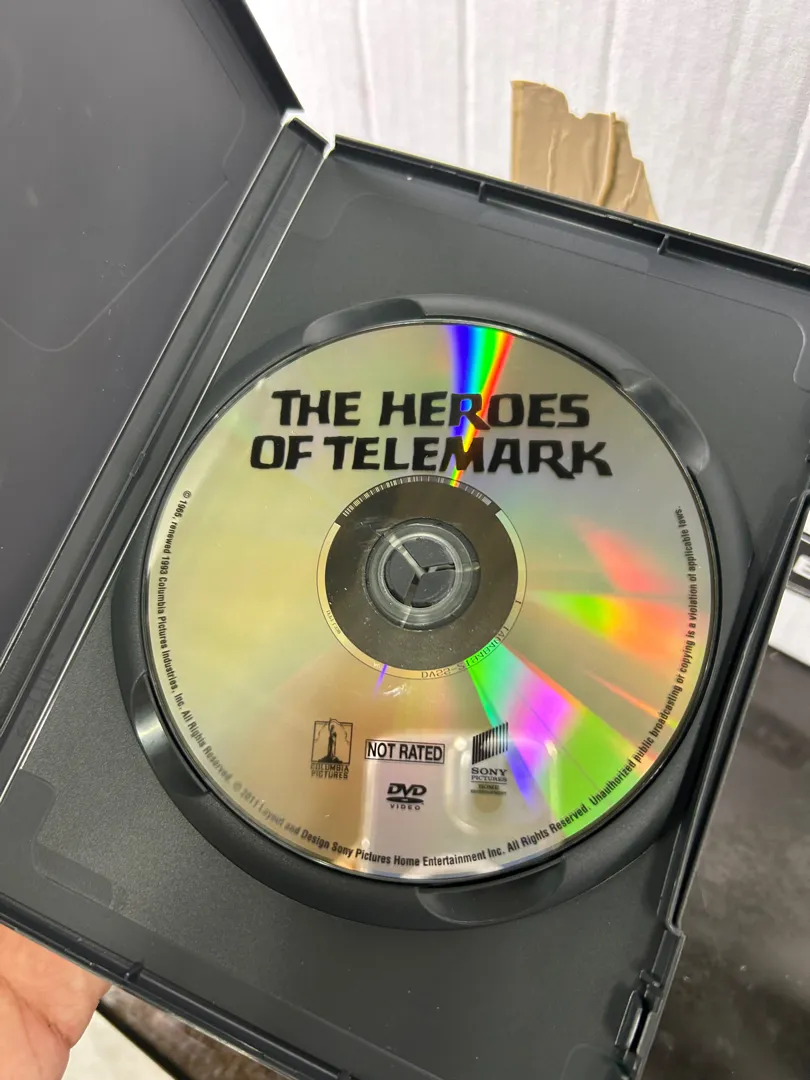 THE HEROES
OF TELEMARK
COLUMBIA
PICTURES
NOT RATED
DVD
VIDEO
SONY
PICTURES
HOME
ENTERTAINMENT
renewed 1993 Columbia Pictures Industries, Inc. All Rights Reserved. © 2011 Layout and Design Sony Pictures Home Entertainment Inc. All Rights Reserved. Unauthorized public broadcasting or copying is a violation of applicable laws.